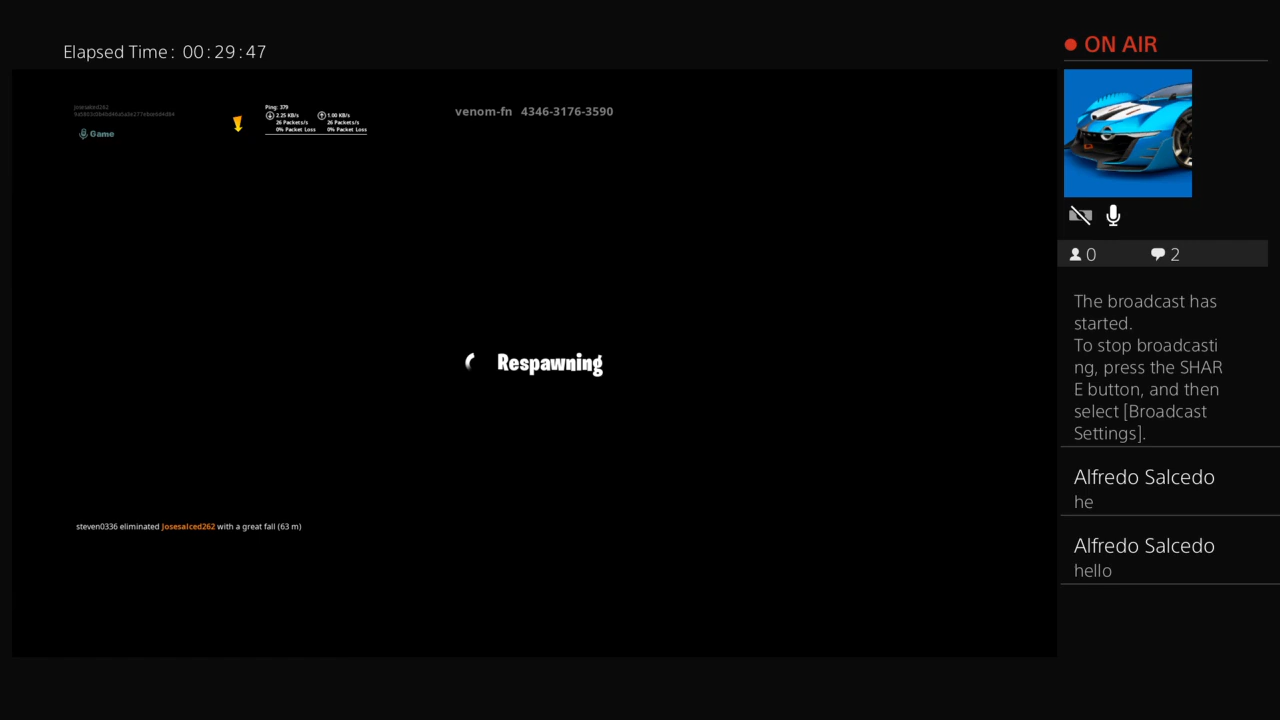 Elapsed Time: 00:29:47
ON AIR
Game
Ping: 379
2.25 KB/s 1.00 KB/s
26 Packets/s 26 Packets/s
0% Packet Loss 0% Packet Loss
venom-fn 4346-3176-3590
0 2
The broadcast has
started.
To stop broadcasti
ng, press the SHAR
E button, and then
select [Broadcast
Settings].
Respawning
Alfredo Salcedo
he
steven0336 eliminated Josesalced262 with a great fall (63 m)
Alfredo Salcedo
hello